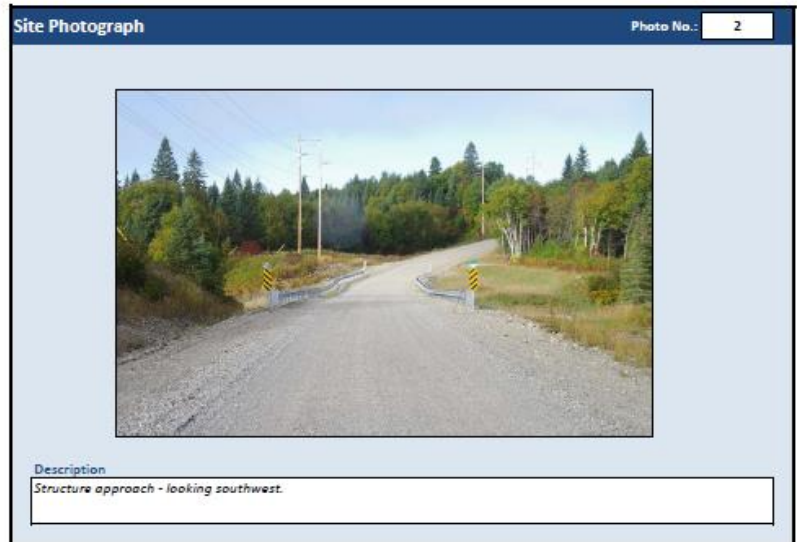 Site Photograph
Photo No.: 2
Description
Structure approach - looking southwest.